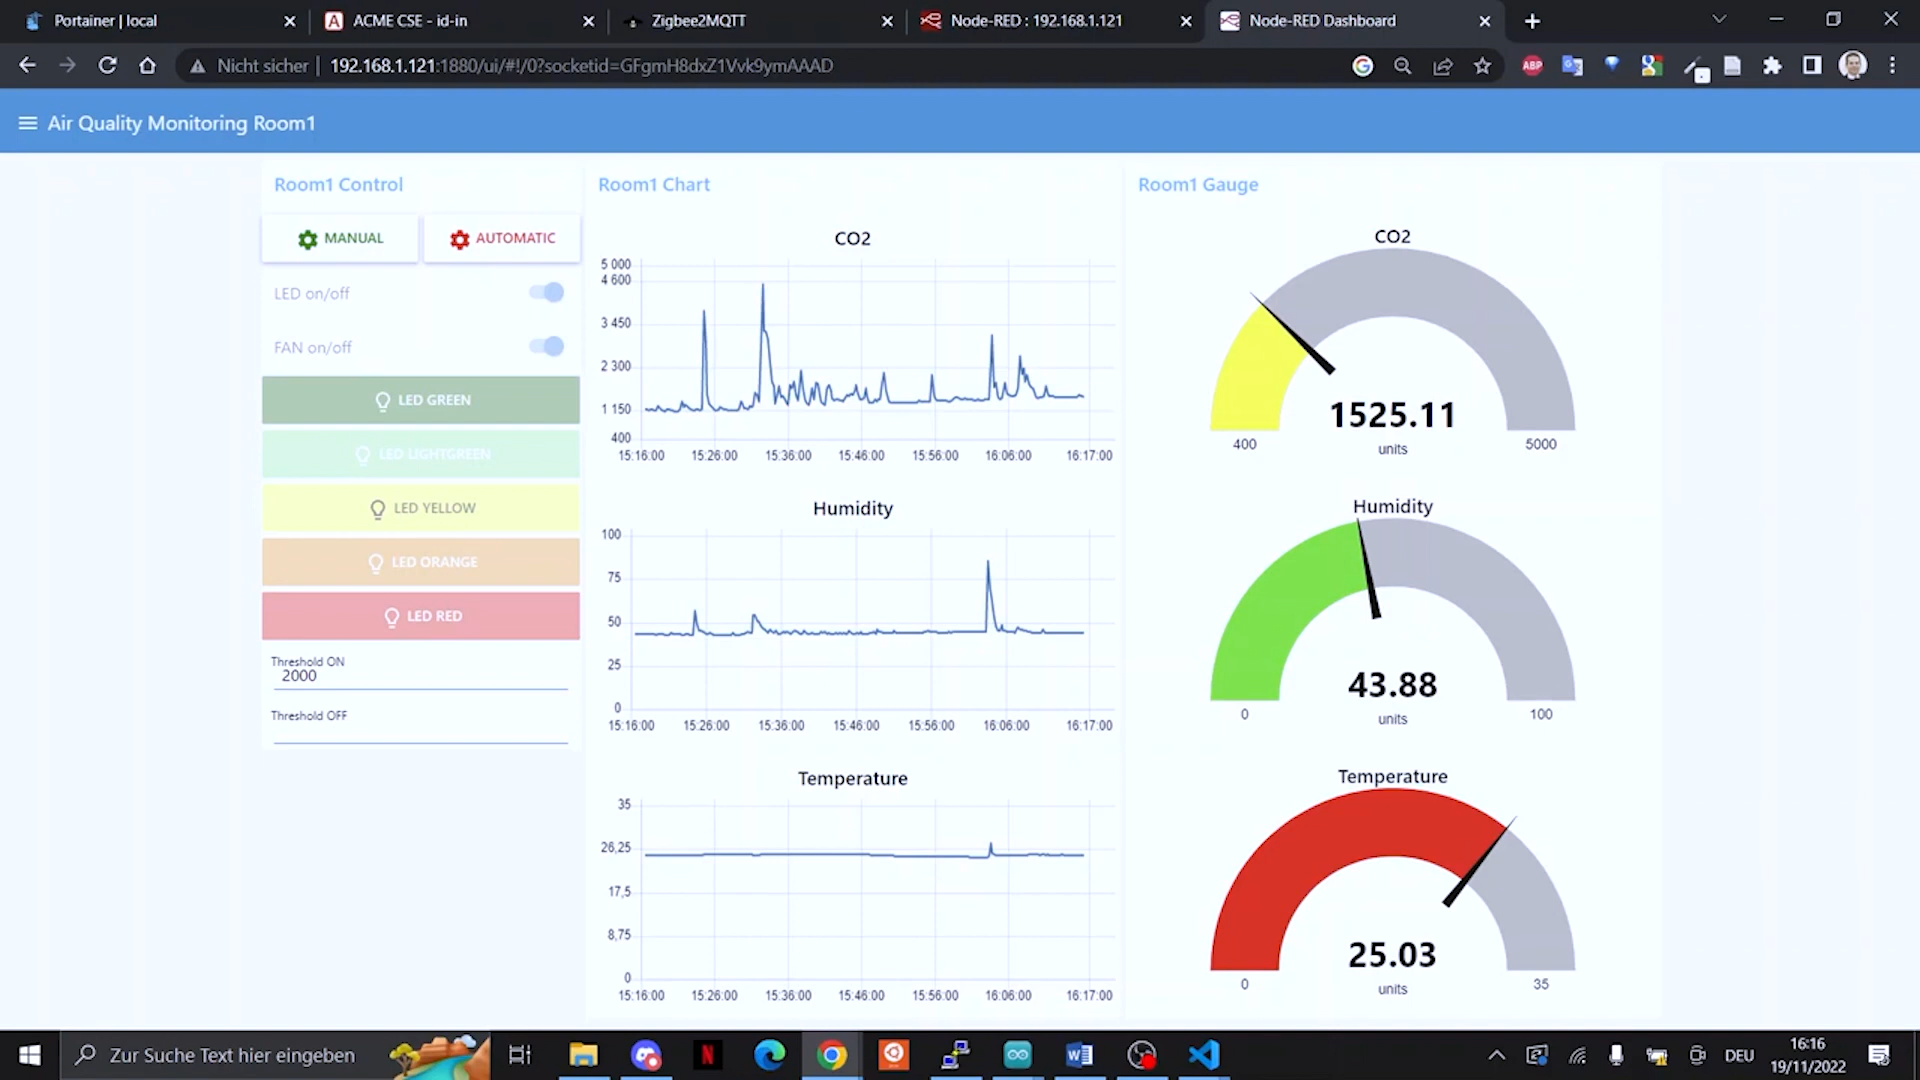 Portainer | local
ACME CSE - id-in
Zigbee2MQTT
Node-RED : 192.168.1.121
Node-RED Dashboard
Nicht sicher
192.168.1.121:1880/ui/#!/0?socketid=GFgmH8dxZ1Vvk9ymAAAD
ABP
Air Quality Monitoring Room1
Room1 Control
MANUAL
AUTOMATIC
LED on/off
FAN on/off
LED GREEN
LED LIGHTGREEN
LED YELLOW
LED ORANGE
LED RED
Threshold ON
2000
Threshold OFF
Room1 Chart
CO2
5 000
4 600
3 450
2 300
1 150
400
15:16:00 15:26:00 15:36:00 15:46:00 15:56:00 16:06:00 16:17:00
Humidity
100
75
50
25
0
15:16:00 15:26:00 15:36:00 15:46:00 15:56:00 16:06:00 16:17:00
Temperature
35
26,25
17,5
8,75
0
15:16:00 15:26:00 15:36:00 15:46:00 15:56:00 16:06:00 16:17:00
Room1 Gauge
CO2
1525.11
400 units 5000
Humidity
43.88
0 units 100
Temperature
25.03
0 units 35
Zur Suche Text hier eingeben
DEU
16:16
19/11/2022